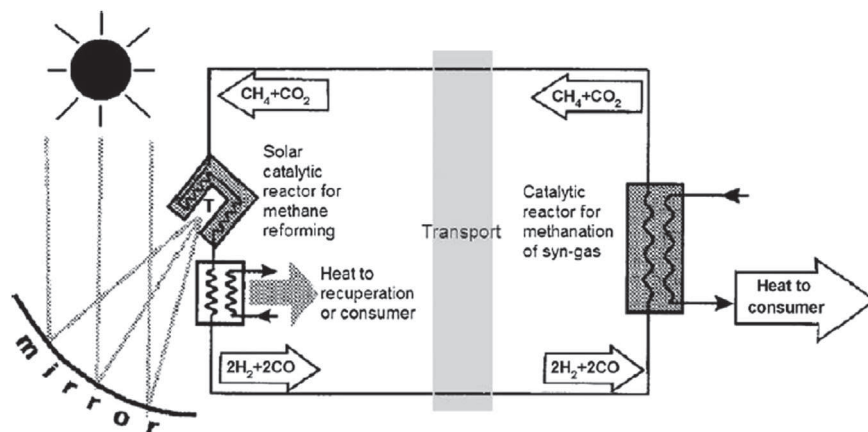 CH₄+CO₂
CH₄+CO₂
Solar
catalytic
reactor for
methane
reforming
T
Catalytic
reactor for
methanation
of syn-gas
Transport
Heat to
recuperation
or consumer
Heat to
consumer
2H₂+2CO
2H₂+2CO
mirror